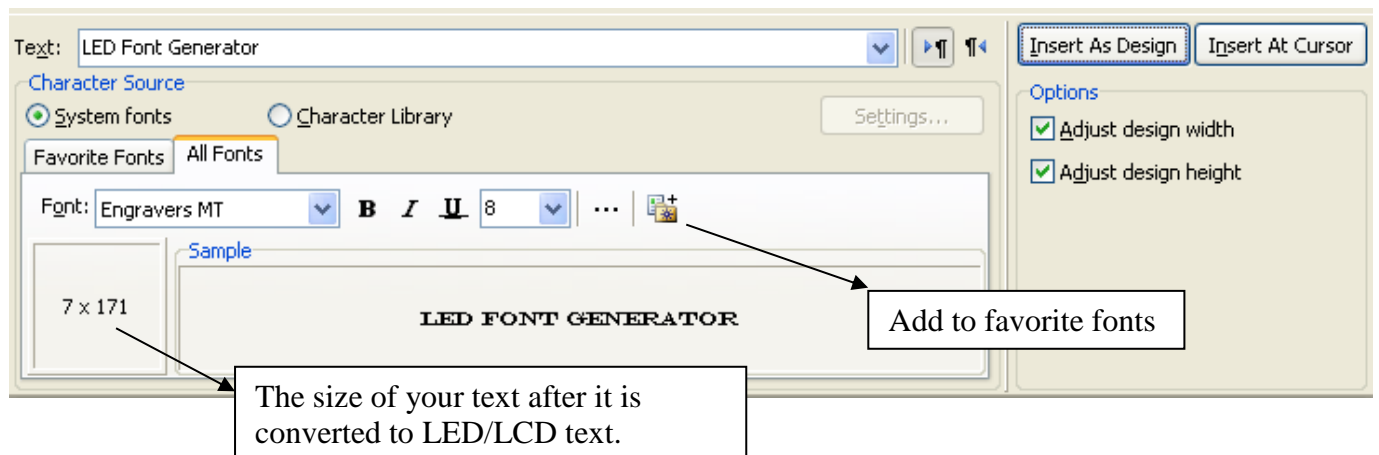 Text: LED Font Generator ¶ ¶ Insert As Design Insert At Cursor
Character Source
System fonts Character Library Settings...
Options
Adjust design width
Adjust design height
Favorite Fonts All Fonts
Font: Engravers MT B I U 8 ...
Sample
7 x 171
LED FONT GENERATOR
Add to favorite fonts
The size of your text after it is
converted to LED/LCD text.